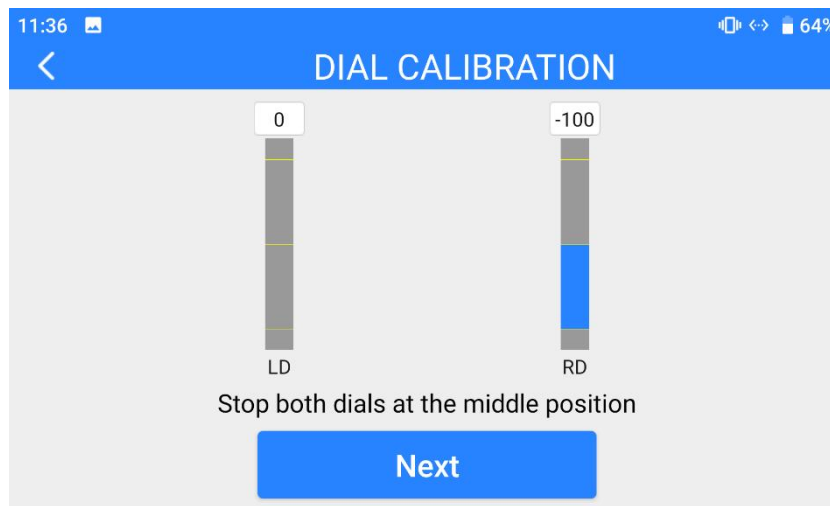 11:36 64%
DIAL CALIBRATION
0 -100
LD RD
Stop both dials at the middle position
Next